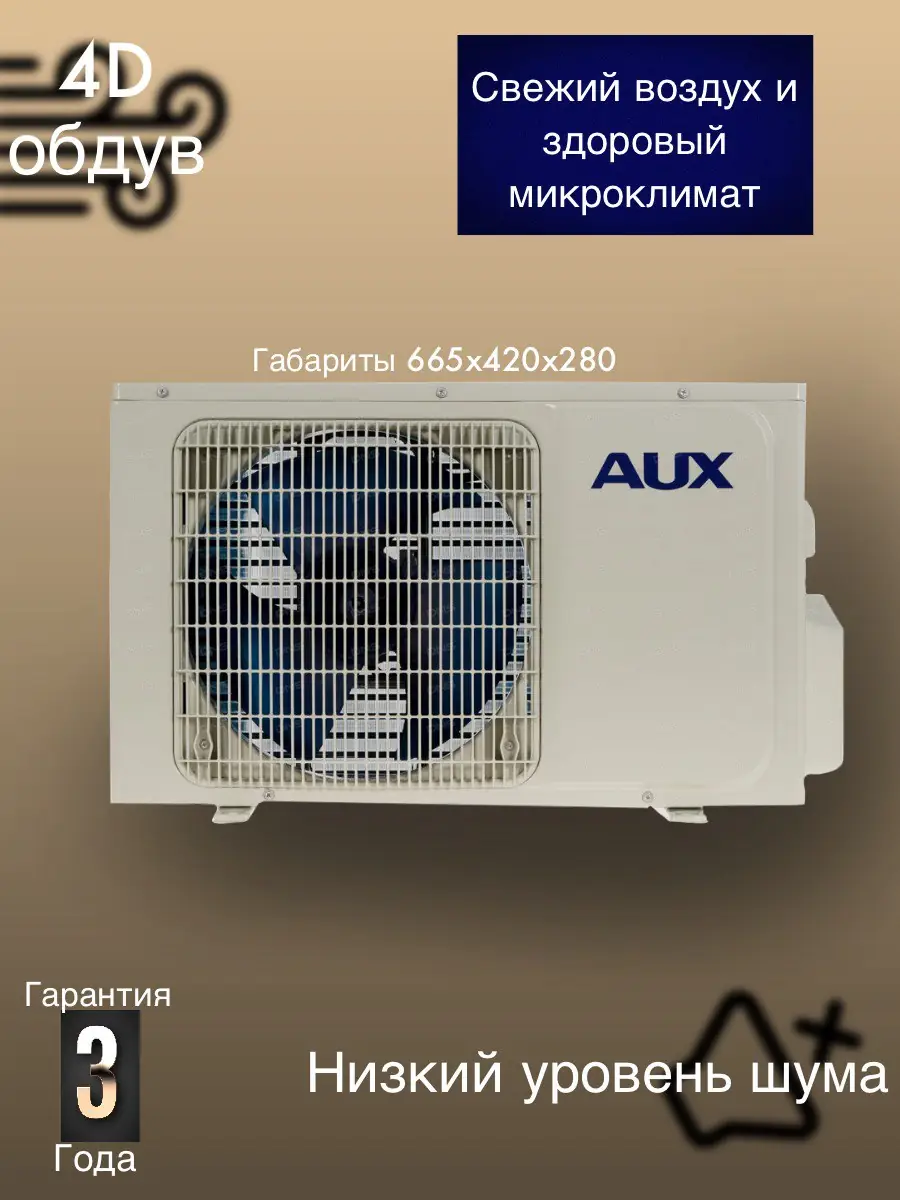 4D
обдув
Свежий воздух и
здоровый
микроклимат
Габариты 665x420x280
AUX
Гарантия
3
Года
Низкий уровень шума